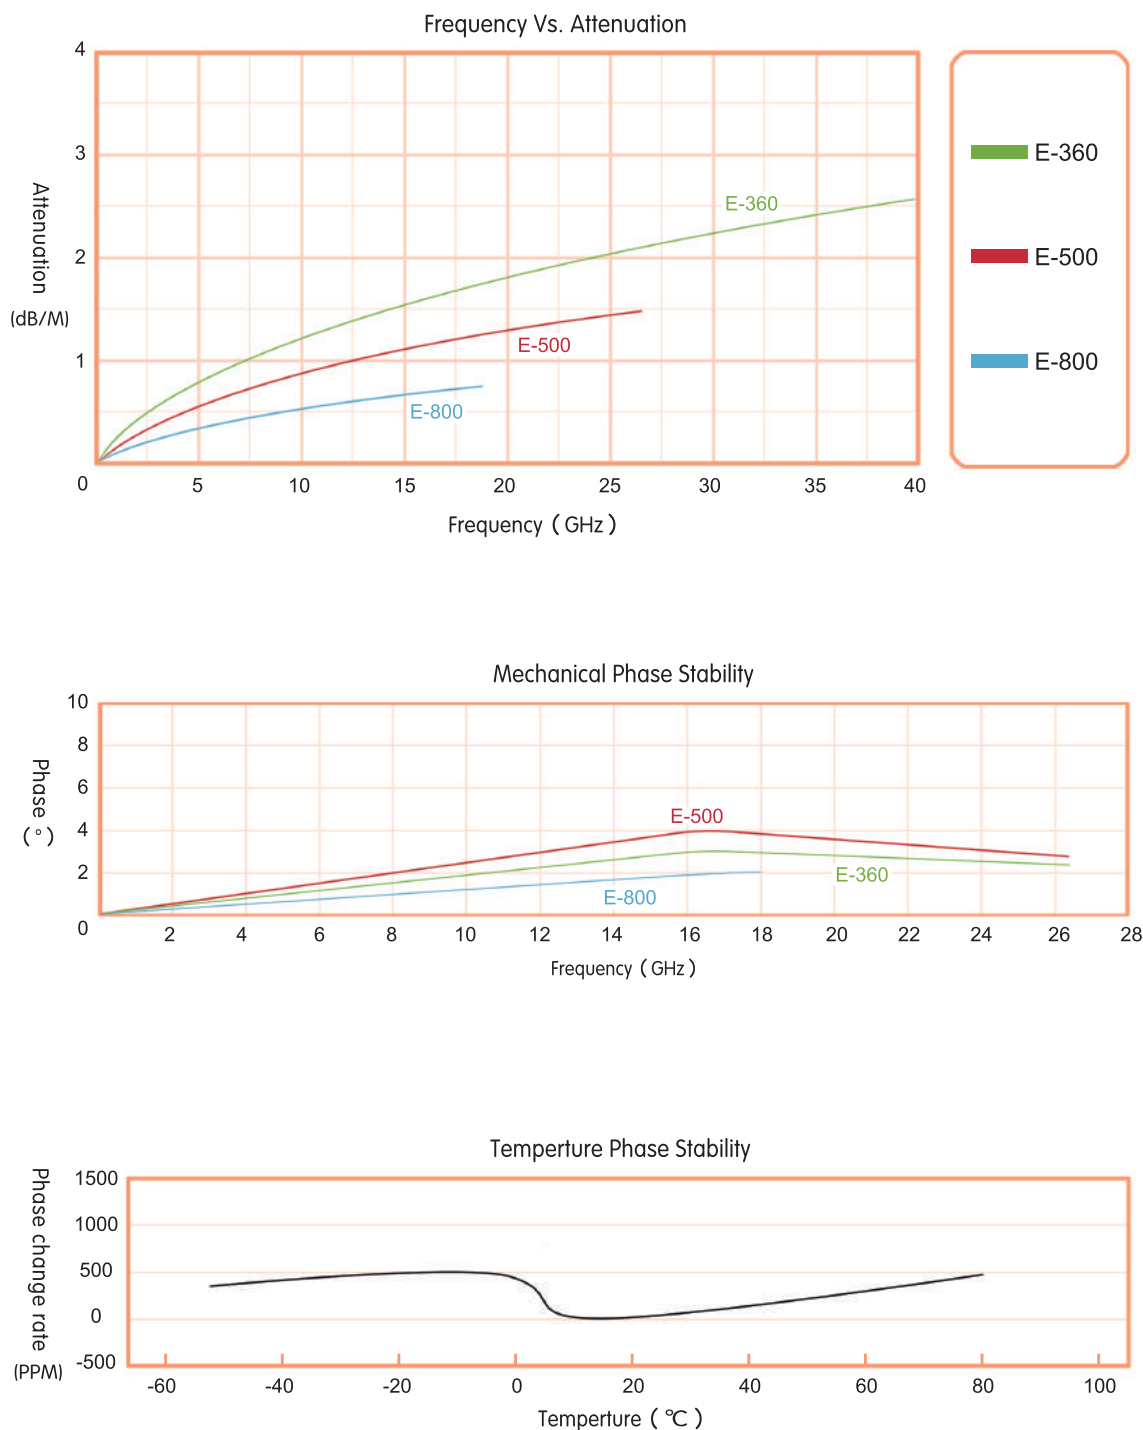 Frequency Vs. Attenuation
4
3
2
1
0
Attenuation
(dB/M)
E-360
E-500
E-800
5 10 15 20 25 30 35 40
Frequency ( GHz )
E-360
E-500
E-800
Mechanical Phase Stability
10
8
6
4
2
0
Phase
( ° )
E-500
E-360
E-800
2 4 6 8 10 12 14 16 18 20 22 24 26 28
Frequency ( GHz )
Temperture Phase Stability
1500
1000
500
0
-500
Phase change rate
(PPM)
-60 -40 -20 0 20 40 60 80 100
Temperture ( °C )